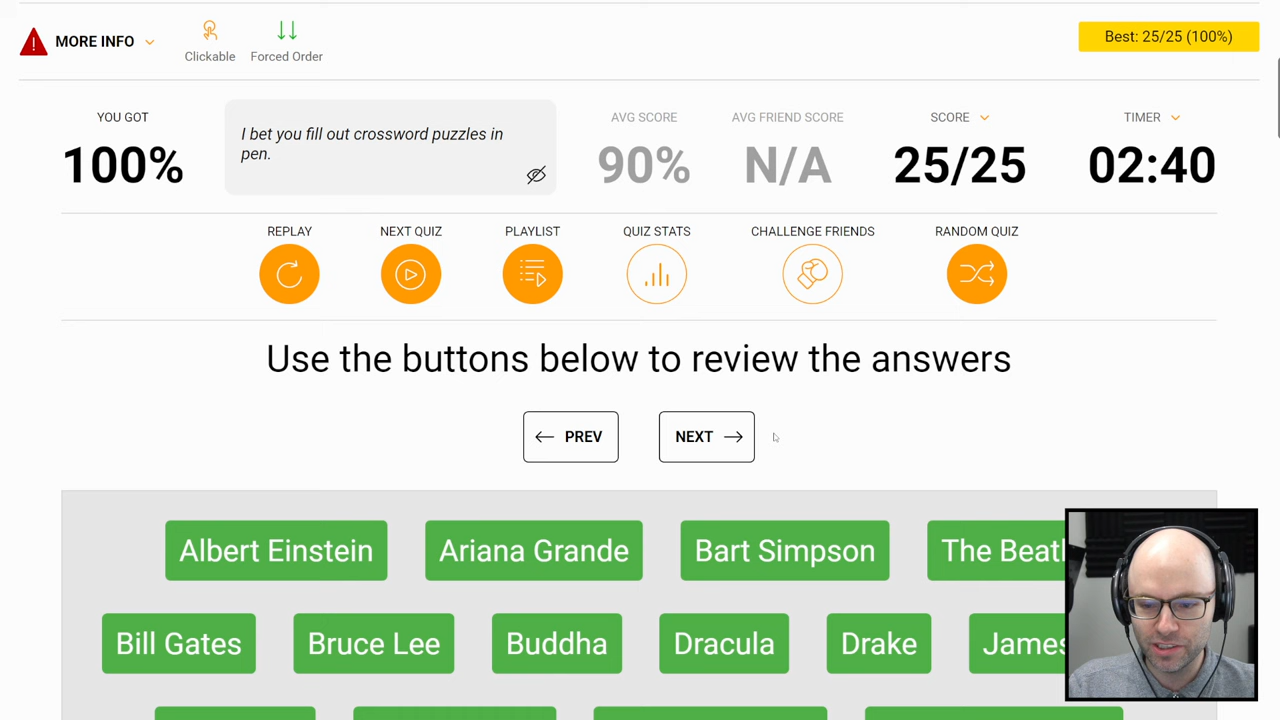 MORE INFO
Clickable
Forced Order
Best: 25/25 (100%)
YOU GOT
100%
I bet you fill out crossword puzzles in
pen.
AVG SCORE
90%
AVG FRIEND SCORE
N/A
SCORE
25/25
TIMER
02:40
REPLAY
NEXT QUIZ
PLAYLIST
QUIZ STATS
CHALLENGE FRIENDS
RANDOM QUIZ
Use the buttons below to review the answers
PREV
NEXT
Albert Einstein
Ariana Grande
Bart Simpson
The Beatl
Bill Gates
Bruce Lee
Buddha
Dracula
Drake
James